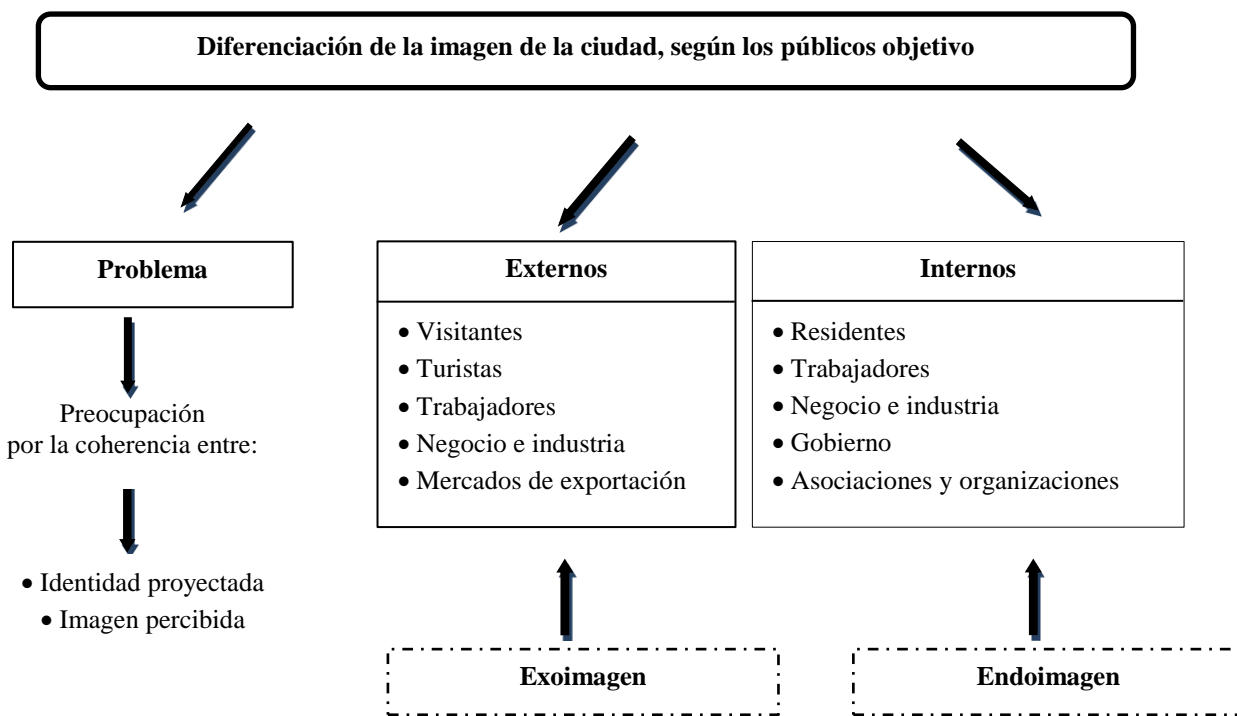 Diferenciación de la imagen de la ciudad, según los públicos objetivo
Problema
Preocupación
por la coherencia entre:
• Identidad proyectada
• Imagen percibida
Externos
• Visitantes
• Turistas
• Trabajadores
• Negocio e industria
• Mercados de exportación
Exoimagen
Internos
• Residentes
• Trabajadores
• Negocio e industria
• Gobierno
• Asociaciones y organizaciones
Endoimagen